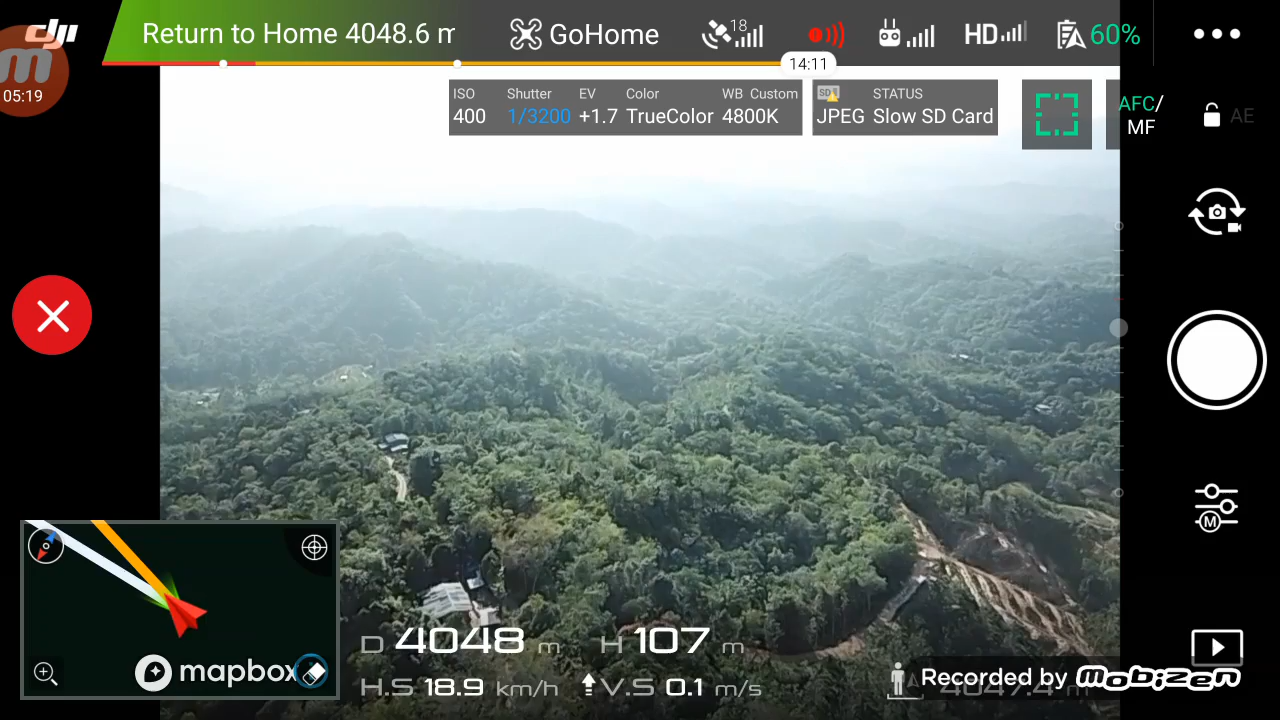 dji
Return to Home 4048.6 m
GoHome
18
HD
60%
m
05:19
14:11
ISO
400
Shutter
1/3200
EV
+1.7
Color
TrueColor
WB Custom
4800K
SD
JPEG
STATUS
Slow SD Card
AFC/
MF
AE
M
mapbox
D 4048 m
H 107 m
H.S 18.9 km/h
V.S 0.1 m/s
4047.4 m
Recorded by Mobizen